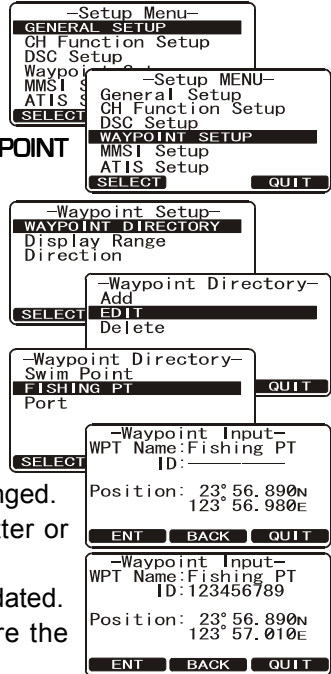 –Setup Menu–
GENERAL SETUP
CH Function Setup
DSC Setup
MMSI
ATIS
SELECT
–Setup MENU–
General Setup
CH Function Setup
DSC Setup
WAYPOINT SETUP
MMSI Setup
ATIS Setup
SELECT QUIT
POINT
–Waypoint Setup–
WAYPOINT DIRECTORY
Display Range
Direction
SELECT
–Waypoint Directory–
Add
EDIT
Delete
QUIT
–Waypoint Directory–
Swim Point
FISHING PT
Port
SELECT
–Waypoint Input–
WPT Name:Fishing PT
ID:–––––––––
Position: 23°56.890N
123°56.980E
ENT BACK QUIT
nged.
tter or
–Waypoint Input–
WPT Name:Fishing PT
ID:123456789
Position: 23°56.890N
123°57.010E
ENT BACK QUIT
dated.
re the